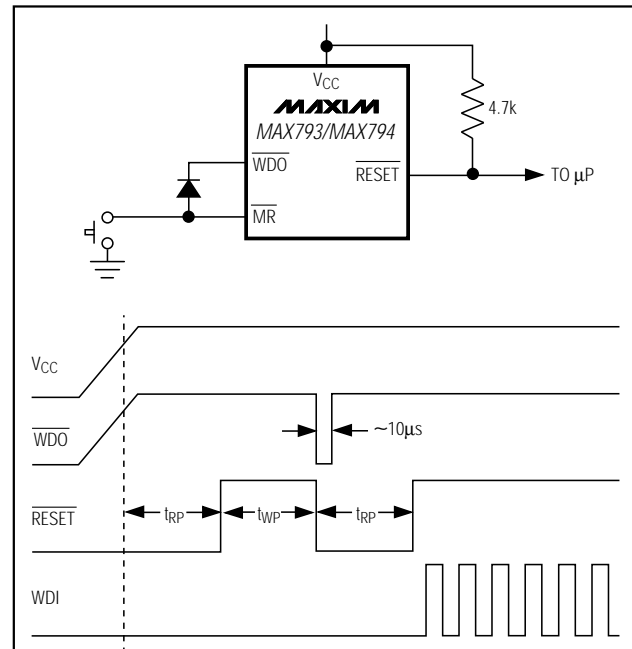 VCC
MAXIM
MAX793/MAX794
4.7k
WDO
RESET
TO µP
MR
VCC
WDO
~10µs
RESET
tRP
tWP
tRP
WDI